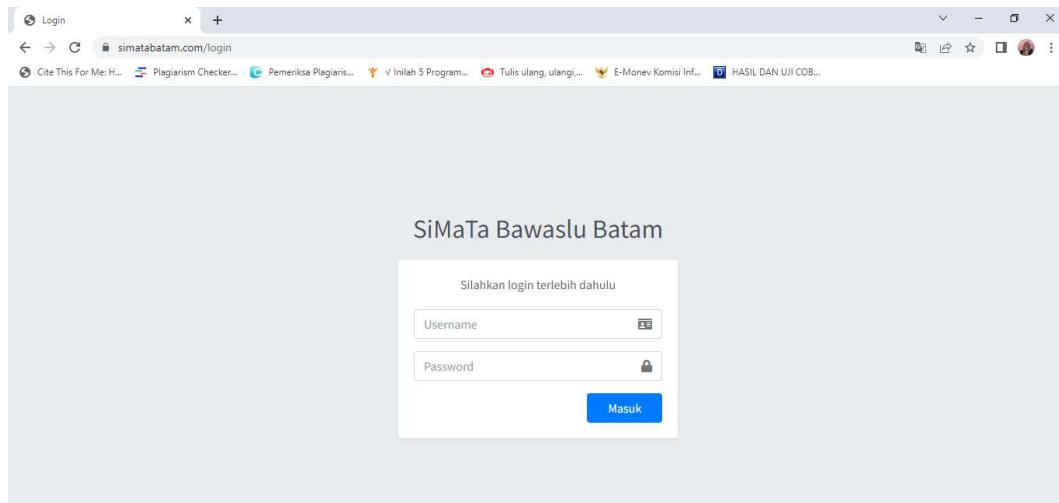 Login
simatabatam.com/login
Cite This For Me: H... Plagiarism Checker... Pemeriksa Plagiaris... √ Inilah 5 Program... Tulis ulang, ulangi,... E-Monev Komisi Inf... HASIL DAN UJI COB...
SiMaTa Bawaslu Batam
Silahkan login terlebih dahulu
Username
Password
Masuk